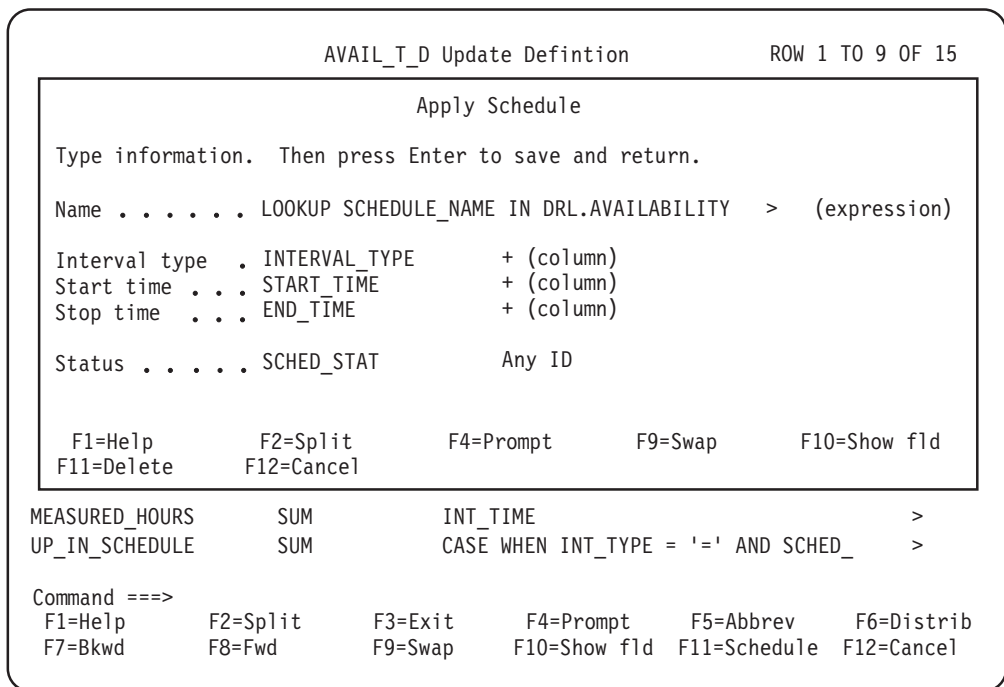 AVAIL_T_D Update Defintion ROW 1 TO 9 OF 15
Apply Schedule
Type information. Then press Enter to save and return.
Name . . . . . . LOOKUP SCHEDULE_NAME IN DRL.AVAILABILITY > (expression)
Interval type . INTERVAL_TYPE + (column)
Start time . . . START_TIME + (column)
Stop time . . . END_TIME + (column)
Status . . . . . SCHED_STAT Any ID
F1=Help F2=Split F4=Prompt F9=Swap F10=Show fld
F11=Delete F12=Cancel
MEASURED_HOURS SUM INT_TIME >
UP_IN_SCHEDULE SUM CASE WHEN INT_TYPE = '=' AND SCHED_ >
Command ===>
F1=Help F2=Split F3=Exit F4=Prompt F5=Abbrev F6=Distrib
F7=Bkwd F8=Fwd F9=Swap F10=Show fld F11=Schedule F12=Cancel